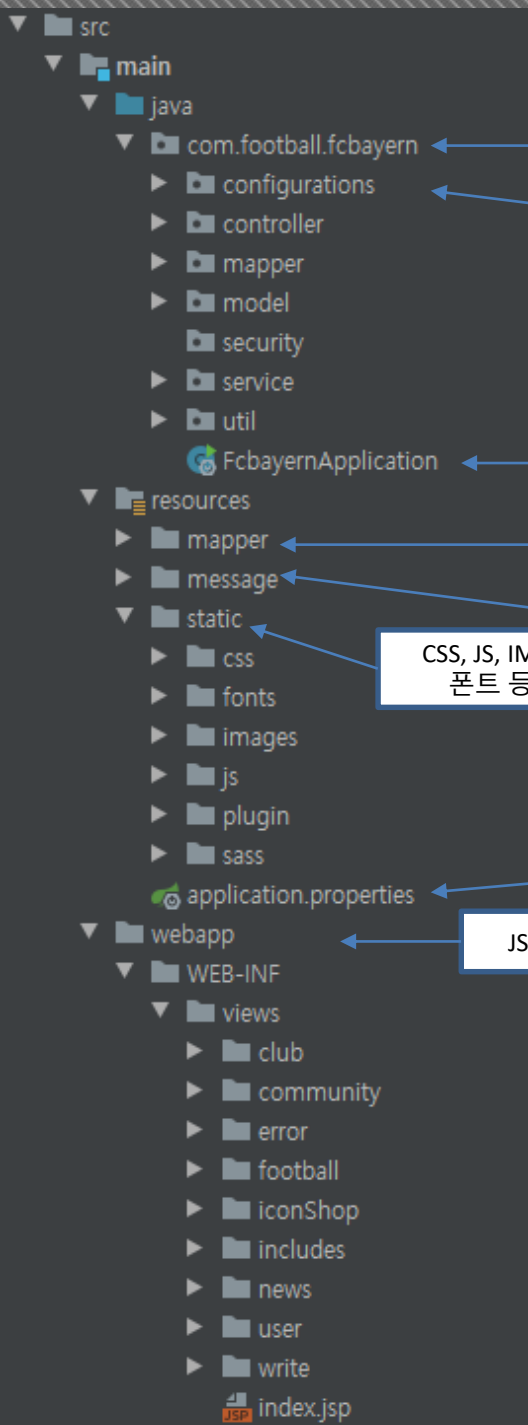 src
main
java
com.football.fcbayern
configurations
controller
mapper
model
security
service
util
FcbayernApplication
resources
mapper
message
static
CSS, JS,
폰트 등
css
fonts
images
js
plugin
sass
application.properties
webapp
WEB-INF
views
club
community
error
football
iconShop
includes
news
user
write
JSP
index.jsp